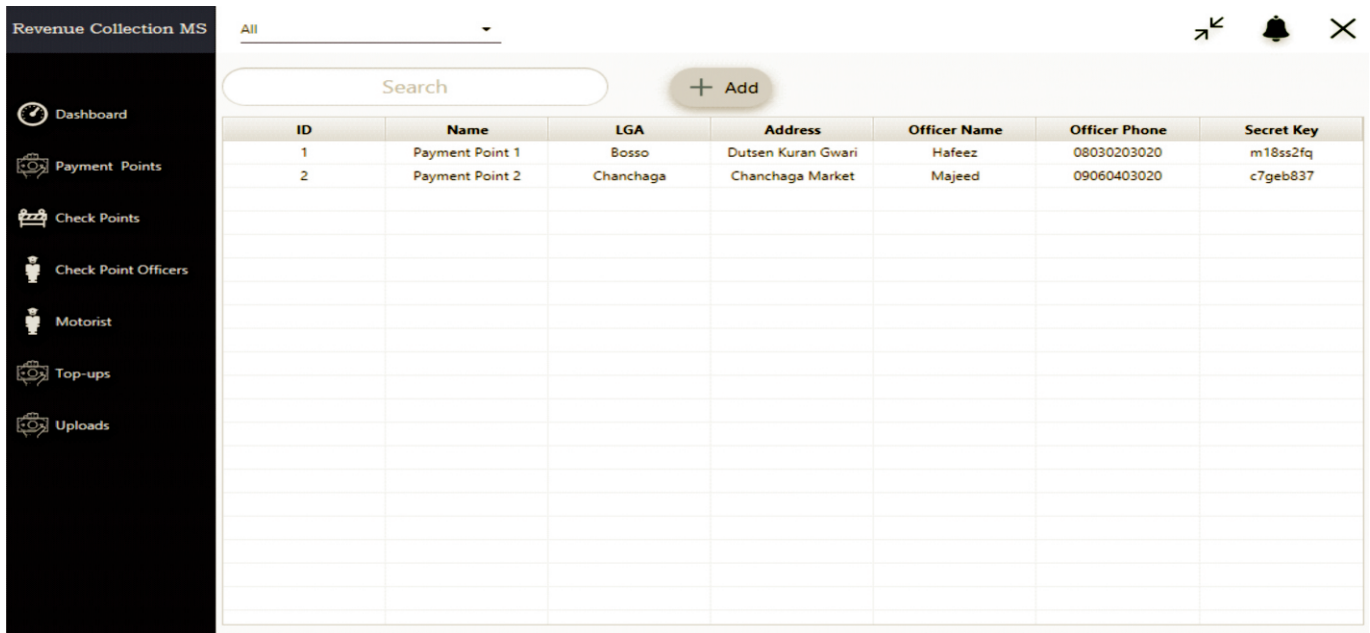 Revenue Collection MS
All
Search
Add
Dashboard
Payment Points
Check Points
Check Point Officers
Motorist
Top-ups
Uploads
ID Name LGA Address Officer Name Officer Phone Secret Key
1 Payment Point 1 Bosso Dutsen Kuran Gwari Hafeez 08030203020 m18ss2fq
2 Payment Point 2 Chanchaga Chanchaga Market Majeed 09060403020 c7geb837